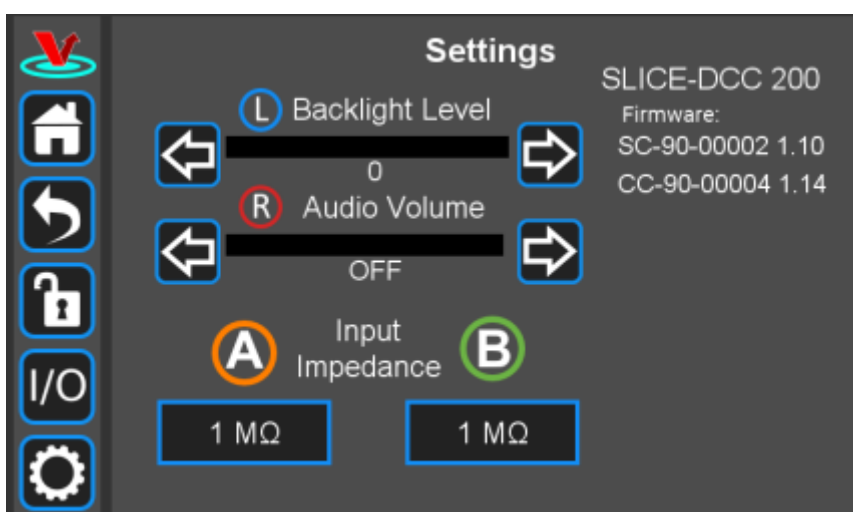 Settings
SLICE-DCC 200
Firmware:
SC-90-00002 1.10
CC-90-00004 1.14
L Backlight Level
0
R Audio Volume
OFF
A Input Impedance B
1 MΩ
1 MΩ
I/O